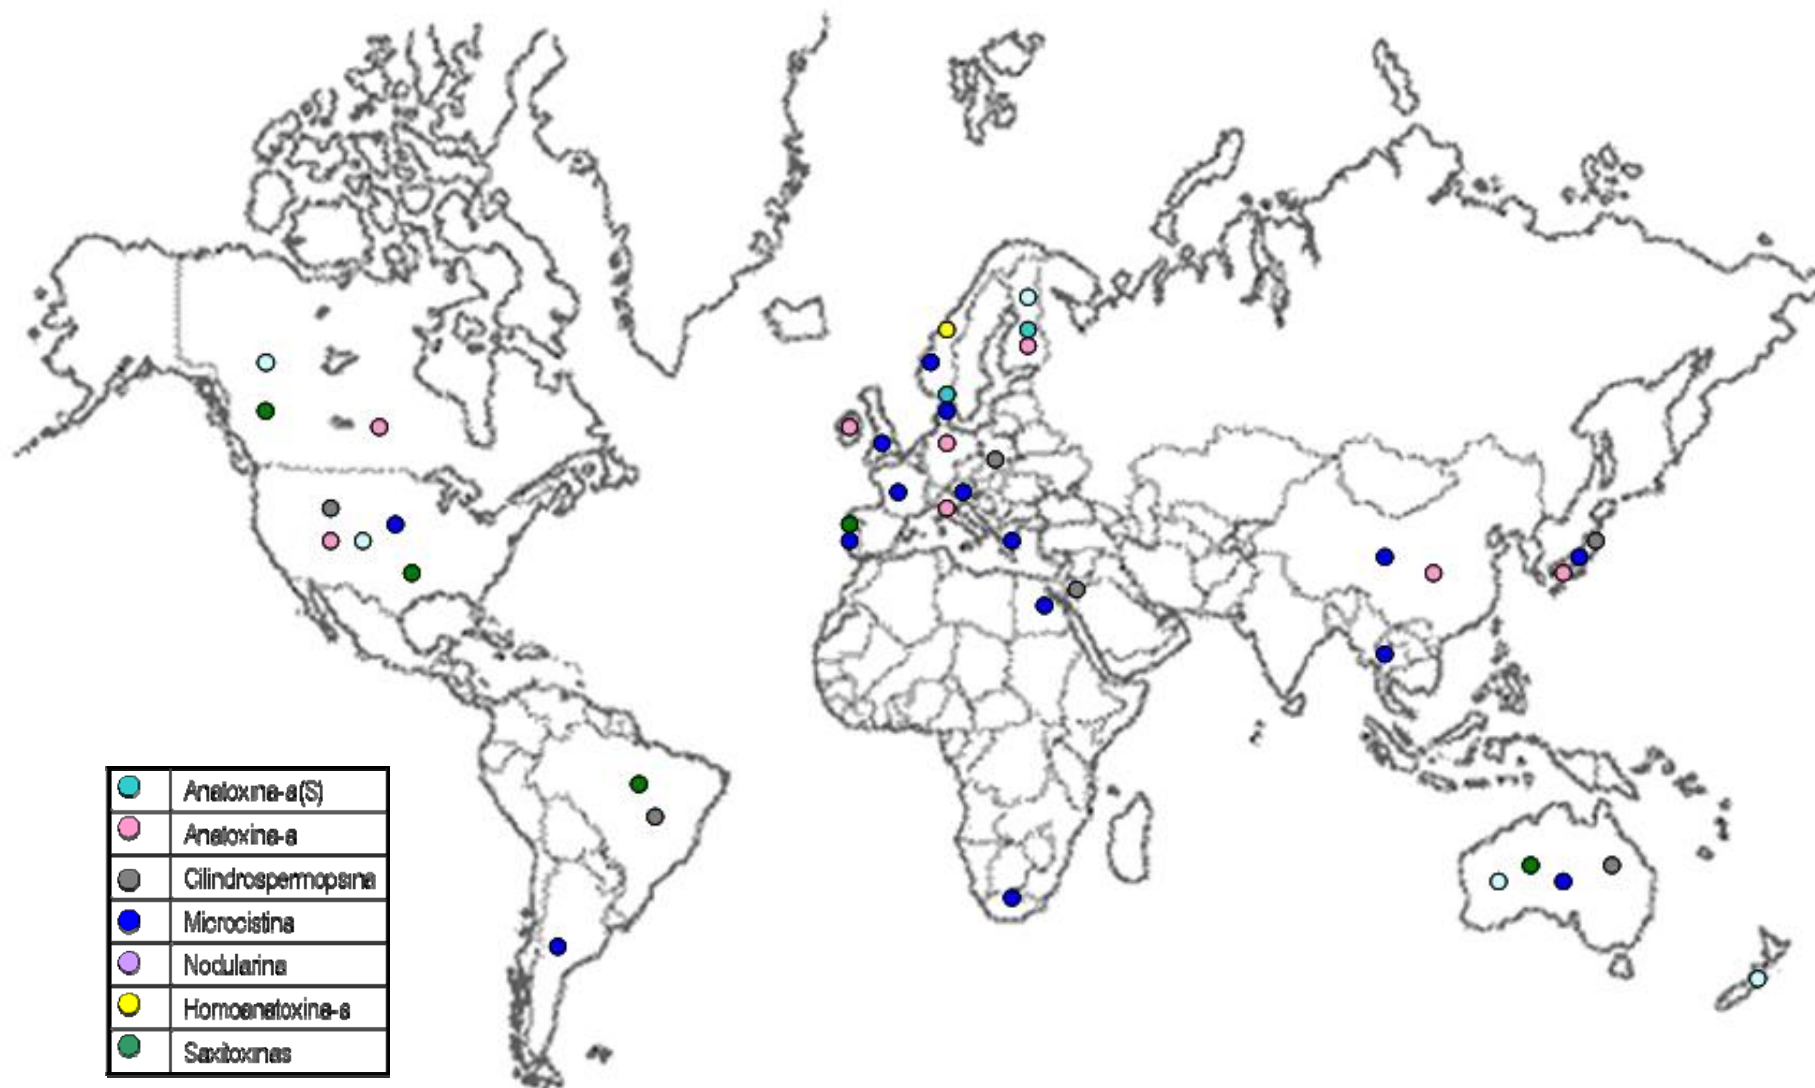 Anatoxina-a(S)
Anatoxina-a
Cilindrospermopsina
Microcistina
Nodularina
Homoanatoxina-a
Saxitoxinas